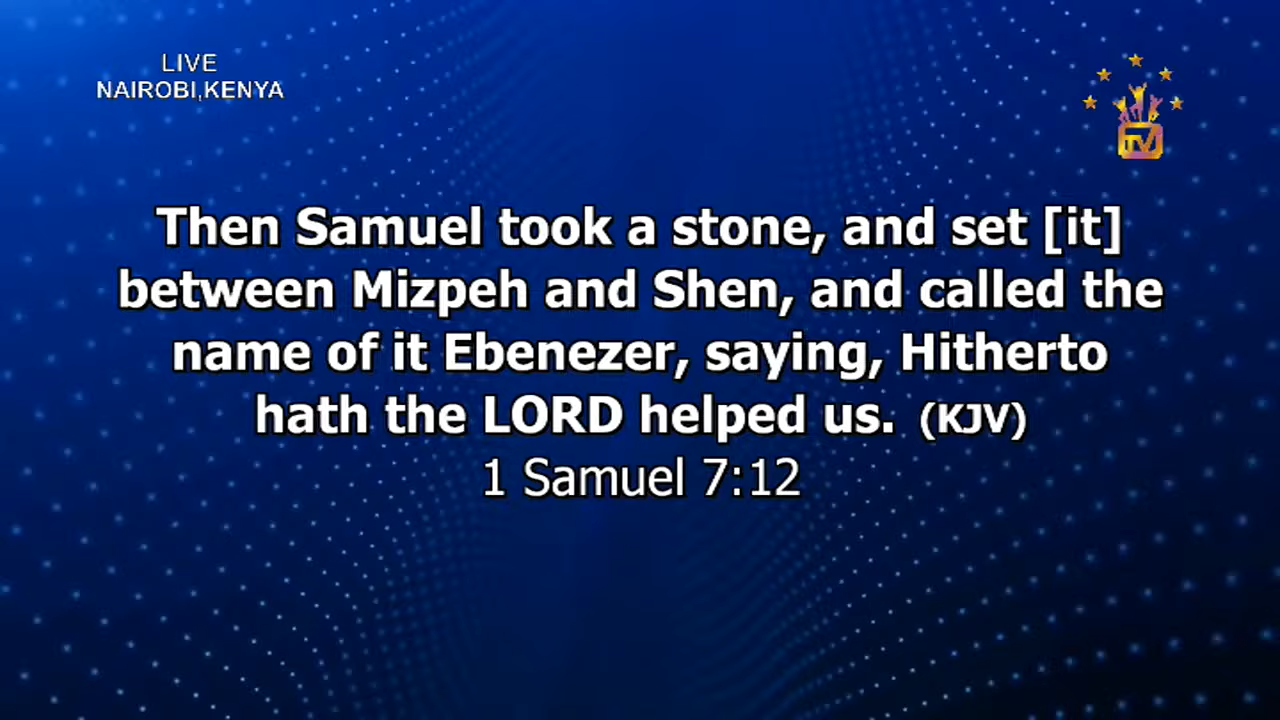 LIVE
NAIROBI,KENYA
TV
Then Samuel took a stone, and set [it]
between Mizpeh and Shen, and called the
name of it Ebenezer, saying, Hitherto
hath the LORD helped us. (KJV)
1 Samuel 7:12